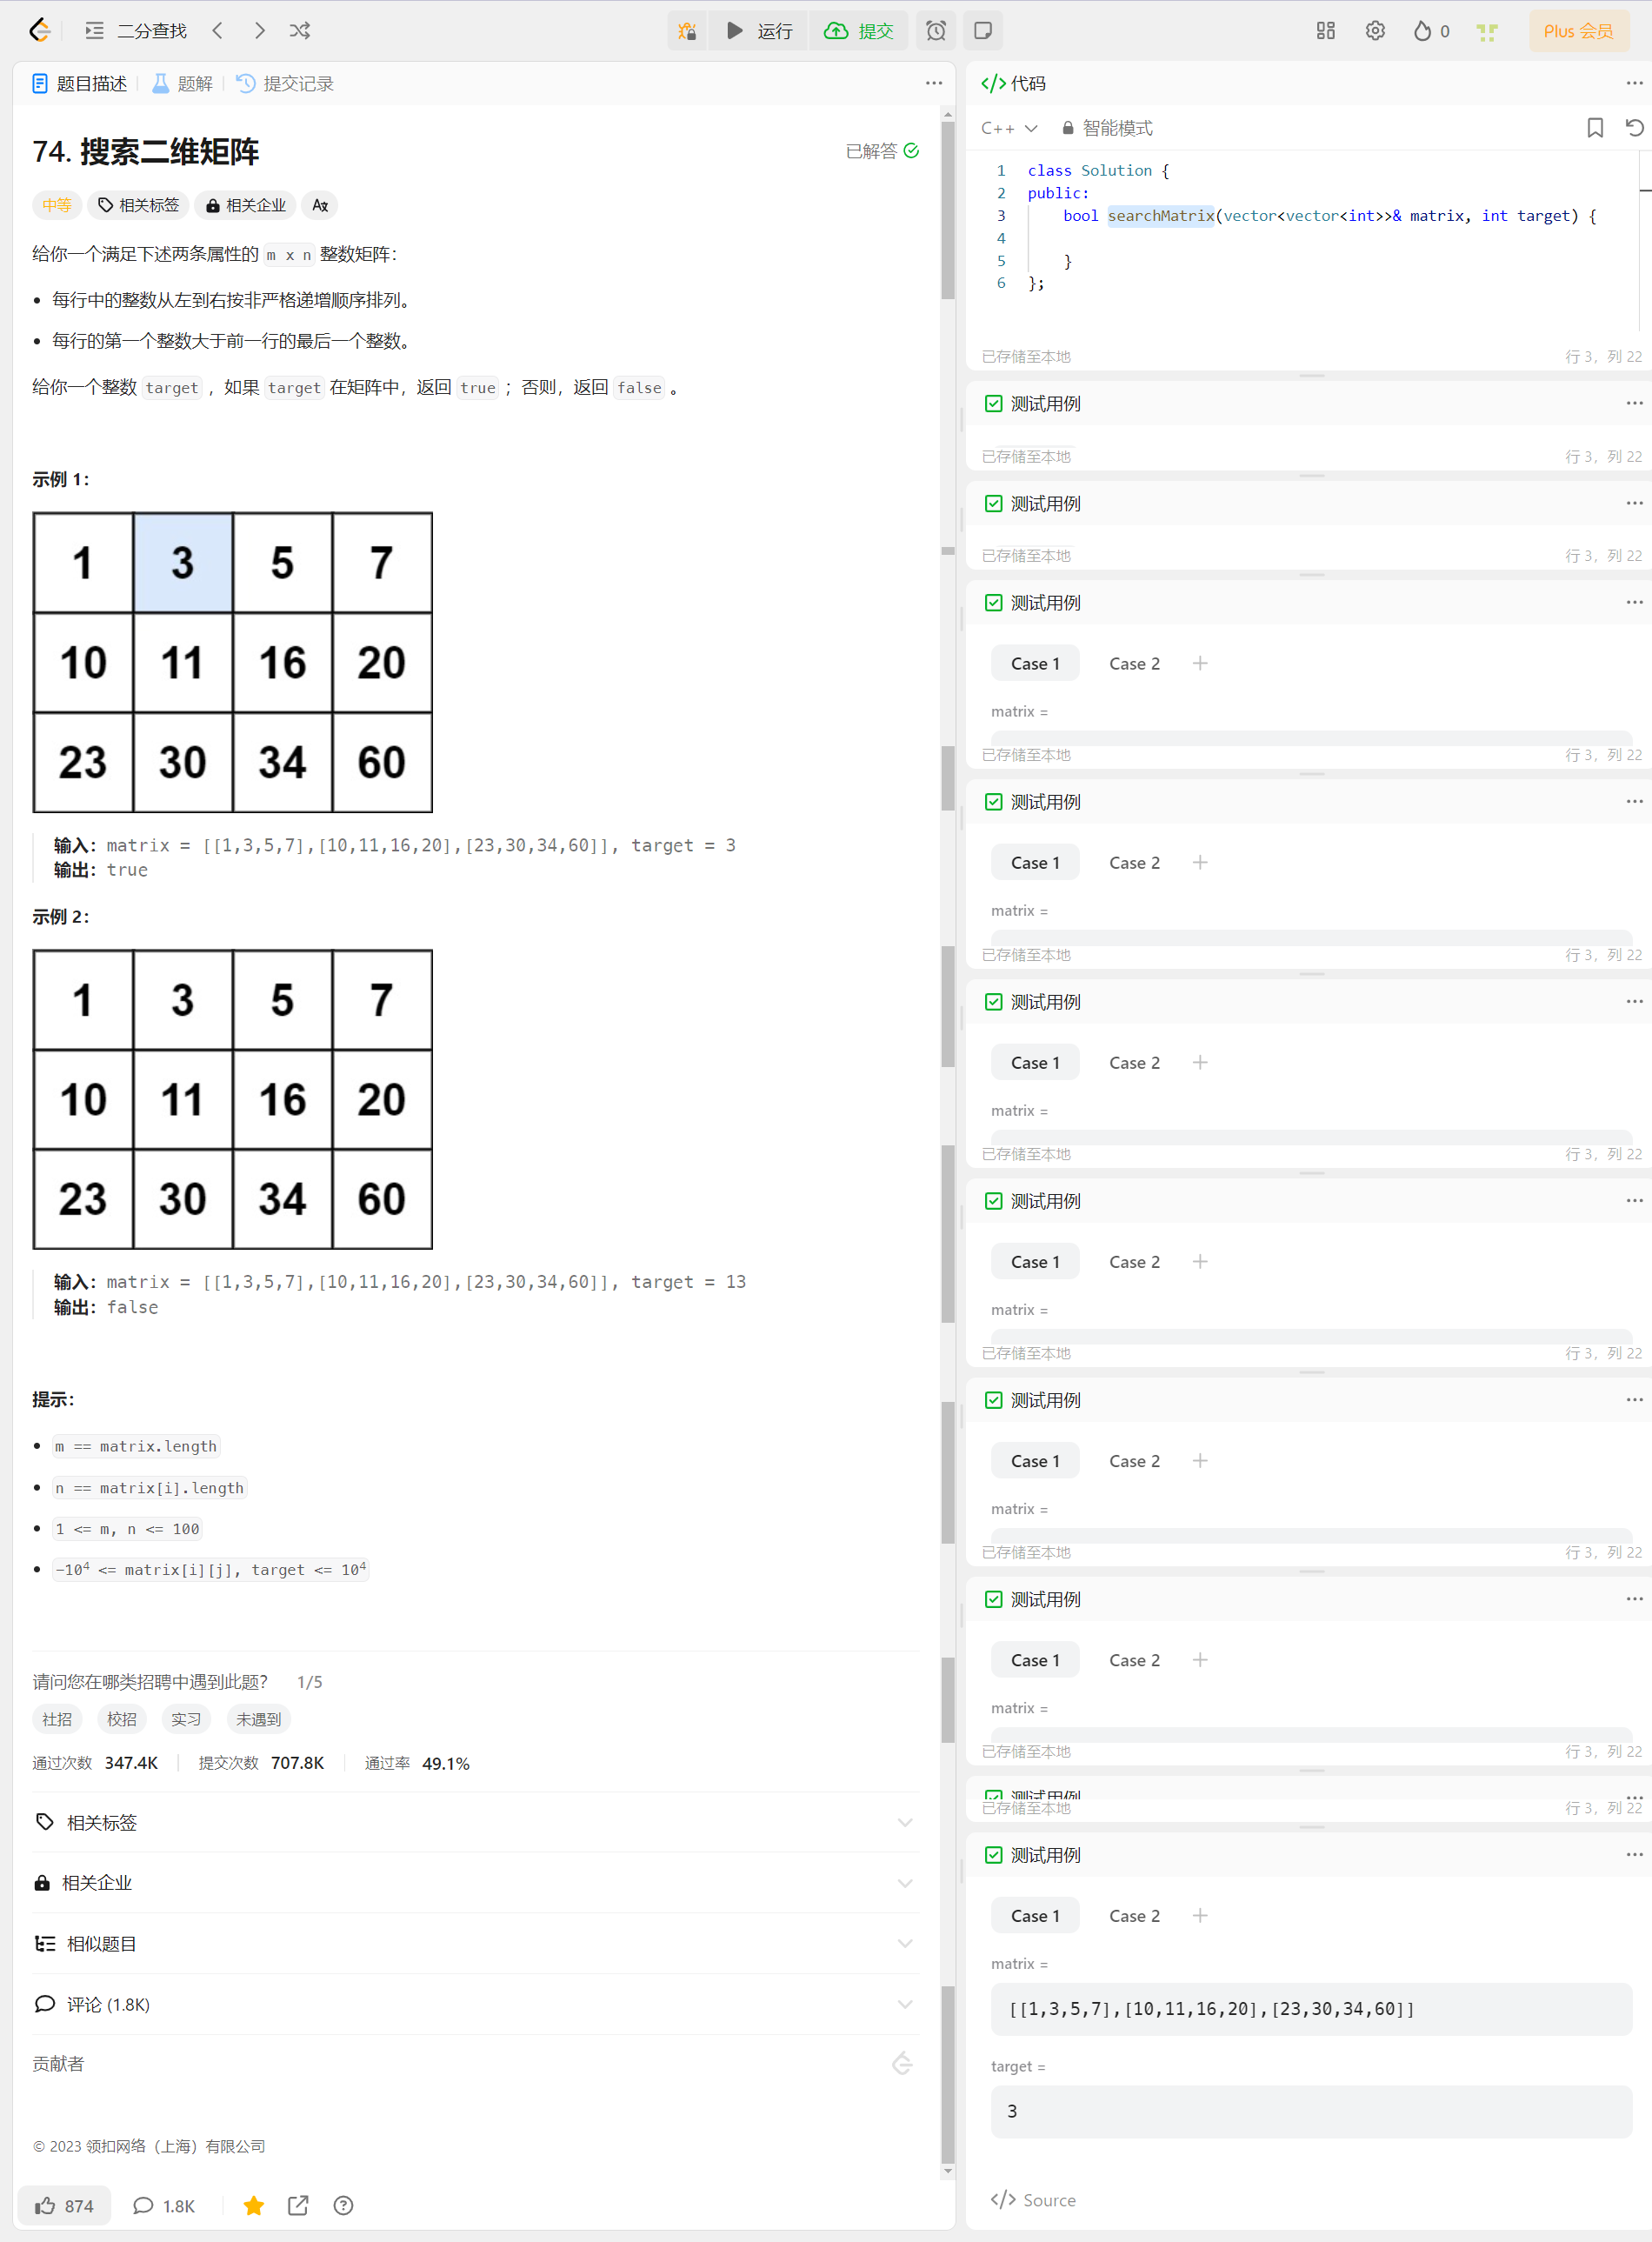 二分查找
运行
提交
0
Plus 会员
题目描述
题解
提交记录
74. 搜索二维矩阵
已解答
中等
相关标签
相关企业
给你一个满足下述两条属性的 m x n 整数矩阵：
每行中的整数从左到右按非严格递增顺序排列。
每行的第一个整数大于前一行的最后一个整数。
给你一个整数 target ，如果 target 在矩阵中，返回 true ；否则，返回 false 。
示例 1：
1 3 5 7
10 11 16 20
23 30 34 60
输入：matrix = [[1,3,5,7],[10,11,16,20],[23,30,34,60]], target = 3
输出：true
示例 2：
1 3 5 7
10 11 16 20
23 30 34 60
输入：matrix = [[1,3,5,7],[10,11,16,20],[23,30,34,60]], target = 13
输出：false
提示：
m == matrix.length
n == matrix[i].length
1 <= m, n <= 100
-10⁴ <= matrix[i][j], target <= 10⁴
请问您在哪类招聘中遇到此题？ 1/5
社招 校招 实习 未遇到
通过次数 347.4K 提交次数 707.8K 通过率 49.1%
相关标签
相关企业
相似题目
评论 (1.8K)
贡献者
© 2023 领扣网络（上海）有限公司
874
1.8K
</> 代码
C++
智能模式
1 class Solution {
2 public:
3 bool searchMatrix(vector<vector<int>>& matrix, int target) {
4
5 }
6 };
已存储至本地 行 3，列 22
测试用例
已存储至本地 行 3，列 22
测试用例
已存储至本地 行 3，列 22
测试用例
Case 1 Case 2
matrix =
已存储至本地 行 3，列 22
测试用例
Case 1 Case 2
matrix =
已存储至本地 行 3，列 22
测试用例
Case 1 Case 2
matrix =
已存储至本地 行 3，列 22
测试用例
Case 1 Case 2
matrix =
已存储至本地 行 3，列 22
测试用例
Case 1 Case 2
matrix =
已存储至本地 行 3，列 22
测试用例
Case 1 Case 2
matrix =
已存储至本地 行 3，列 22
测试用例
已存储至本地 行 3，列 22
测试用例
Case 1 Case 2
matrix =
[[1,3,5,7],[10,11,16,20],[23,30,34,60]]
target =
3
</> Source